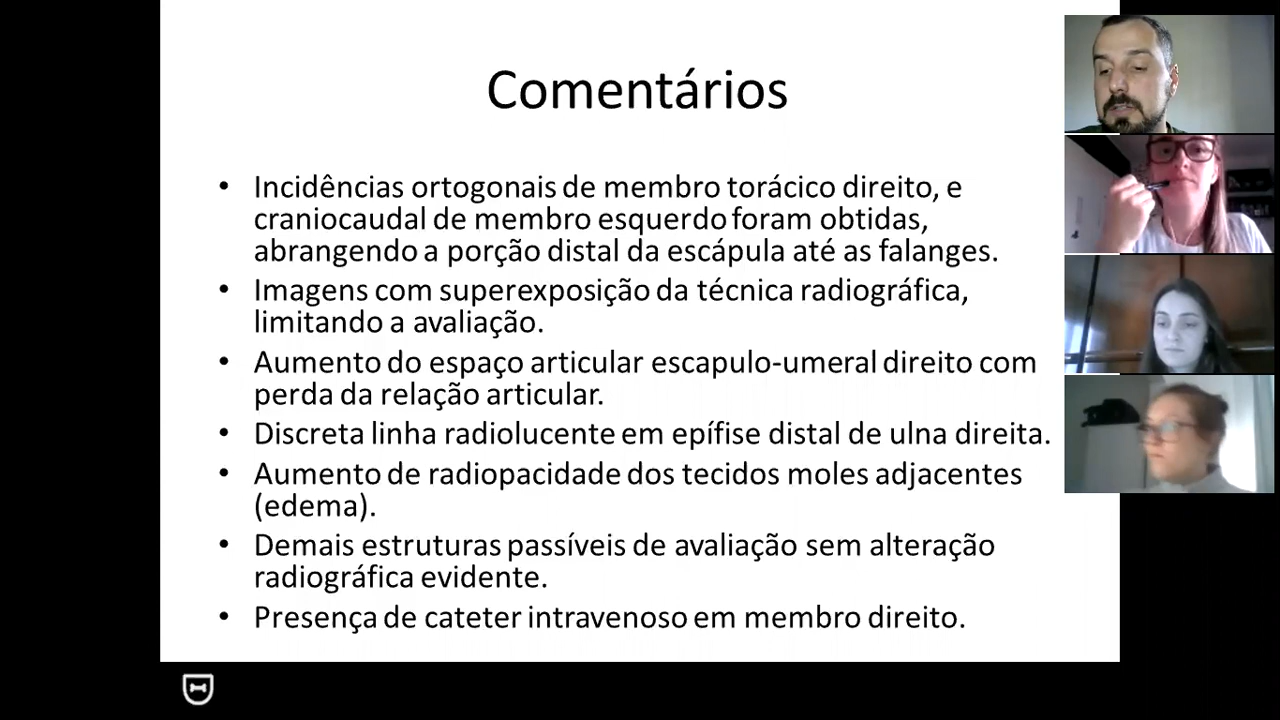 Comentários
• Incidências ortogonais de membro torácico direito, e
craniocaudal de membro esquerdo foram obtidas,
abrangendo a porção distal da escápula até as falanges.
• Imagens com superexposição da técnica radiográfica,
limitando a avaliação.
• Aumento do espaço articular escapulo-umeral direito com
perda da relação articular.
• Discreta linha radiolucente em epífise distal de ulna direita.
• Aumento de radiopacidade dos tecidos moles adjacentes
(edema).
• Demais estruturas passíveis de avaliação sem alteração
radiográfica evidente.
• Presença de cateter intravenoso em membro direito.